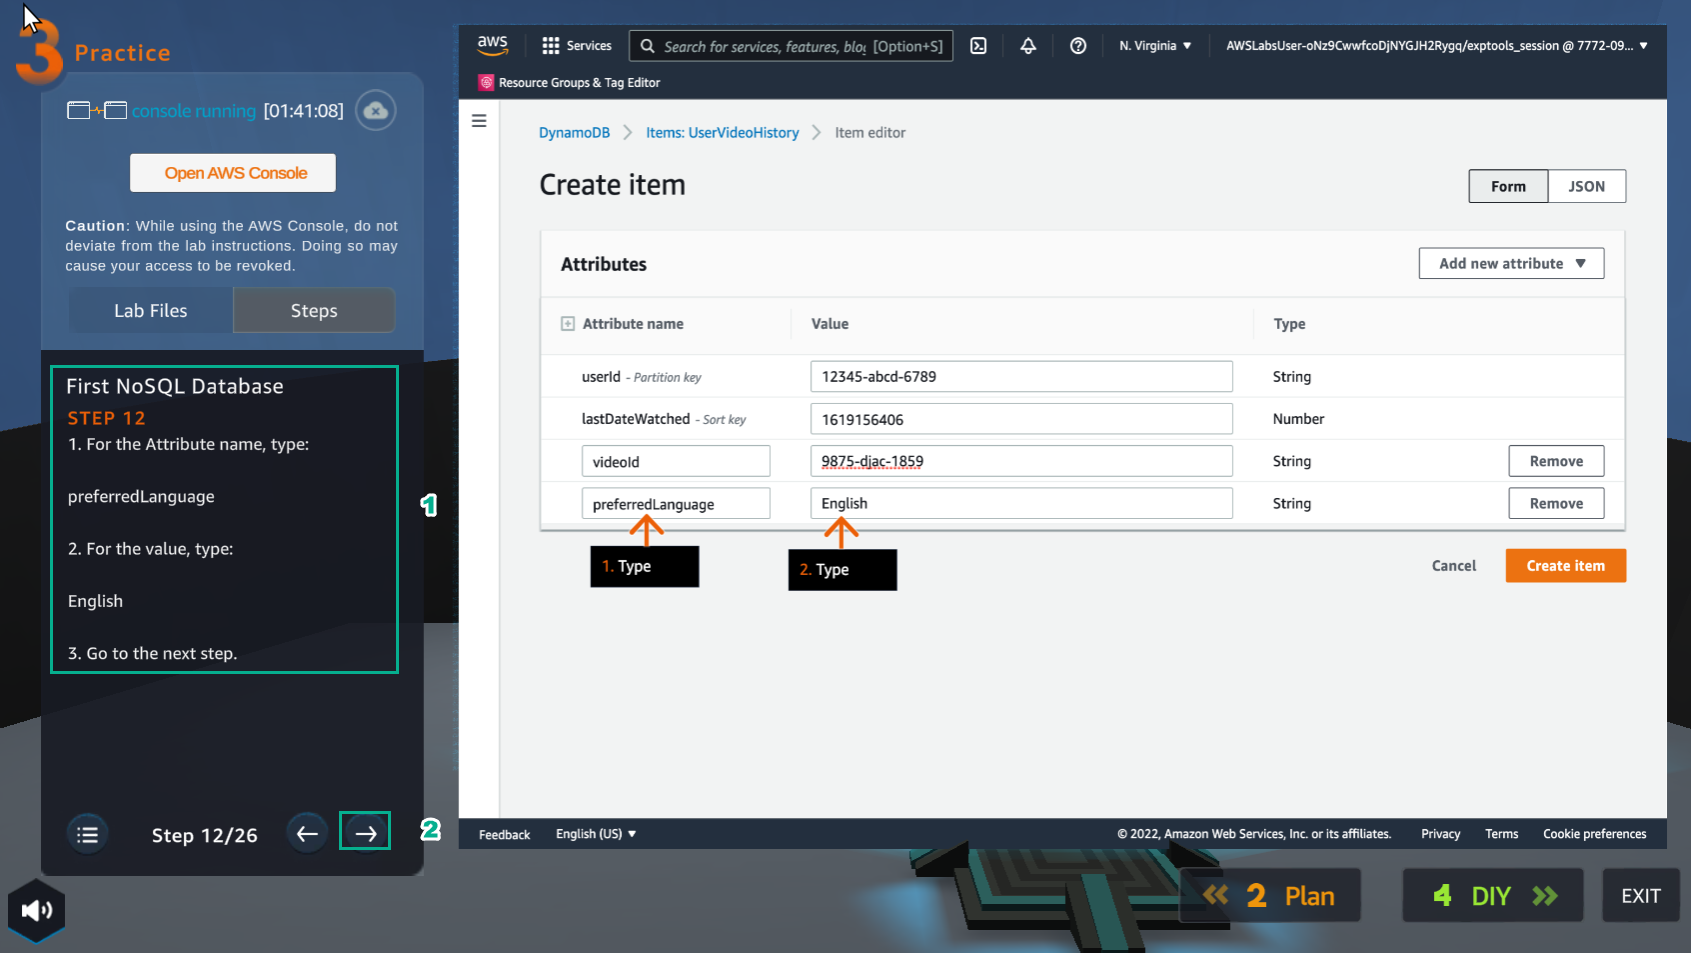 3 Practice
console running [01:41:08]
Open AWS Console
Caution: While using the AWS Console, do not
deviate from the lab instructions. Doing so may
cause your access to be revoked.
Lab Files
Steps
First NoSQL Database
STEP 12
1. For the Attribute name, type:
preferredLanguage
2. For the value, type:
English
3. Go to the next step.
1
Step 12/26
2
aws
Services
Search for services, features, blog [Option+S]
N. Virginia ▼
AWSLabsUser-oNz9CwwfcoDjNYGJH2Rygq/exptools_session @ 7772-09... ▼
Resource Groups & Tag Editor
DynamoDB > Items: UserVideoHistory > Item editor
Create item
Form
JSON
Attributes
Add new attribute ▼
Attribute name
Value
Type
userId - Partition key
12345-abcd-6789
String
lastDateWatched - Sort key
1619156406
Number
videoId
9875-djac-1859
String
Remove
preferredLanguage
English
String
Remove
1. Type
2. Type
Cancel
Create item
Feedback
English (US) ▼
© 2022, Amazon Web Services, Inc. or its affiliates.
Privacy
Terms
Cookie preferences
2 Plan
4 DIY
EXIT